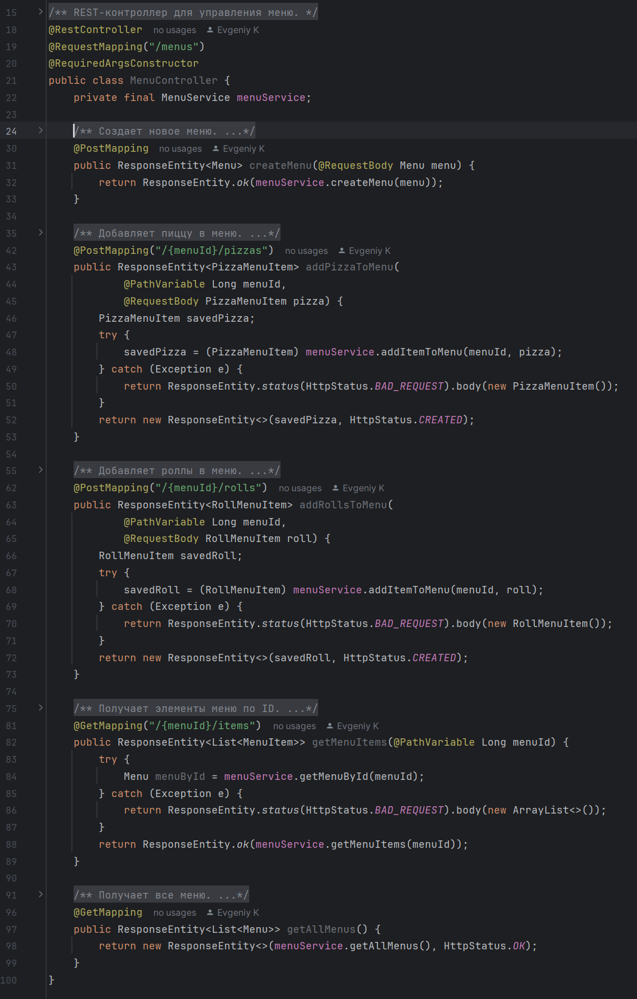 15 /** REST-контроллер для управления меню. */
18 @RestController no usages Evgeniy K
19 @RequestMapping("/menus")
20 @RequiredArgsConstructor
21 public class MenuController {
22     private final MenuService menuService;
23
24     /** Создает новое меню. ...*/
30     @PostMapping no usages Evgeniy K
31     public ResponseEntity<Menu> createMenu(@RequestBody Menu menu) {
32         return ResponseEntity.ok(menuService.createMenu(menu));
33     }
34
35     /** Добавляет пиццу в меню. ...*/
42     @PostMapping("/{menuId}/pizzas") no usages Evgeniy K
43     public ResponseEntity<PizzaMenuItem> addPizzaToMenu(
44             @PathVariable Long menuId,
45             @RequestBody PizzaMenuItem pizza) {
46         PizzaMenuItem savedPizza;
47         try {
48             savedPizza = (PizzaMenuItem) menuService.addItemToMenu(menuId, pizza);
49         } catch (Exception e) {
50             return ResponseEntity.status(HttpStatus.BAD_REQUEST).body(new PizzaMenuItem());
51         }
52         return new ResponseEntity<>(savedPizza, HttpStatus.CREATED);
53     }
54
55     /** Добавляет роллы в меню. ...*/
62     @PostMapping("/{menuId}/rolls") no usages Evgeniy K
63     public ResponseEntity<RollMenuItem> addRollsToMenu(
64             @PathVariable Long menuId,
65             @RequestBody RollMenuItem roll) {
66         RollMenuItem savedRoll;
67         try {
68             savedRoll = (RollMenuItem) menuService.addItemToMenu(menuId, roll);
69         } catch (Exception e) {
70             return ResponseEntity.status(HttpStatus.BAD_REQUEST).body(new RollMenuItem());
71         }
72         return new ResponseEntity<>(savedRoll, HttpStatus.CREATED);
73     }
74
75     /** Получает элементы меню по ID. ...*/
81     @GetMapping("/{menuId}/items") no usages Evgeniy K
82     public ResponseEntity<List<MenuItem>> getMenuItems(@PathVariable Long menuId) {
83         try {
84             Menu menuById = menuService.getMenuById(menuId);
85         } catch (Exception e) {
86             return ResponseEntity.status(HttpStatus.BAD_REQUEST).body(new ArrayList<>());
87         }
88         return ResponseEntity.ok(menuService.getMenuItems(menuId));
89     }
90
91     /** Получает все меню. ...*/
96     @GetMapping no usages Evgeniy K
97     public ResponseEntity<List<Menu>> getAllMenus() {
98         return new ResponseEntity<>(menuService.getAllMenus(), HttpStatus.OK);
99     }
100 }